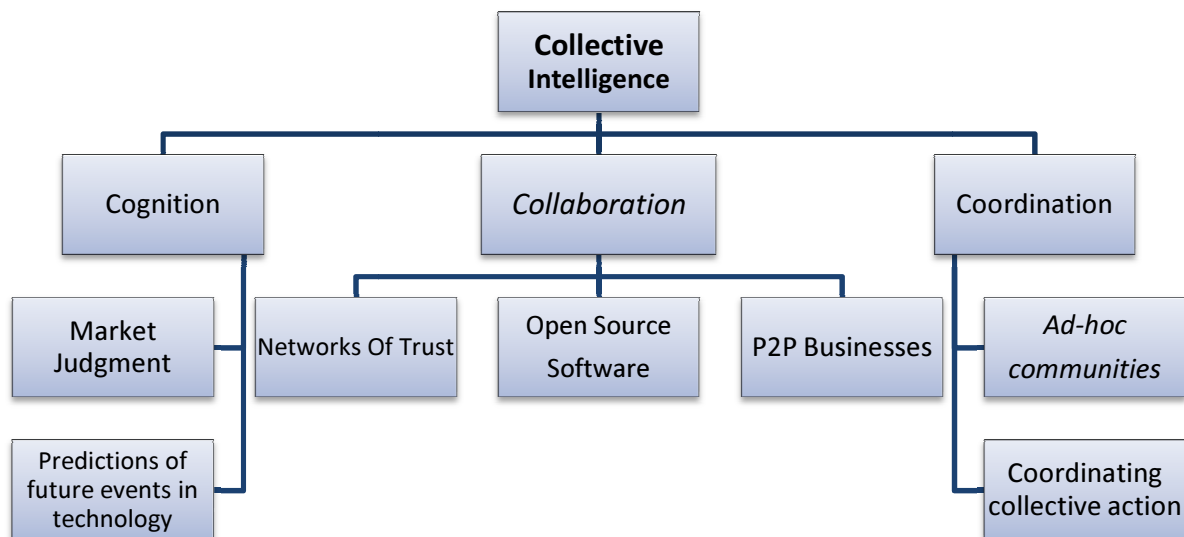 Collective
Intelligence
Cognition
Collaboration
Coordination
Market
Judgment
Networks Of Trust
Open Source
Software
P2P Businesses
Ad-hoc
communities
Predictions of
future events in
technology
Coordinating
collective action